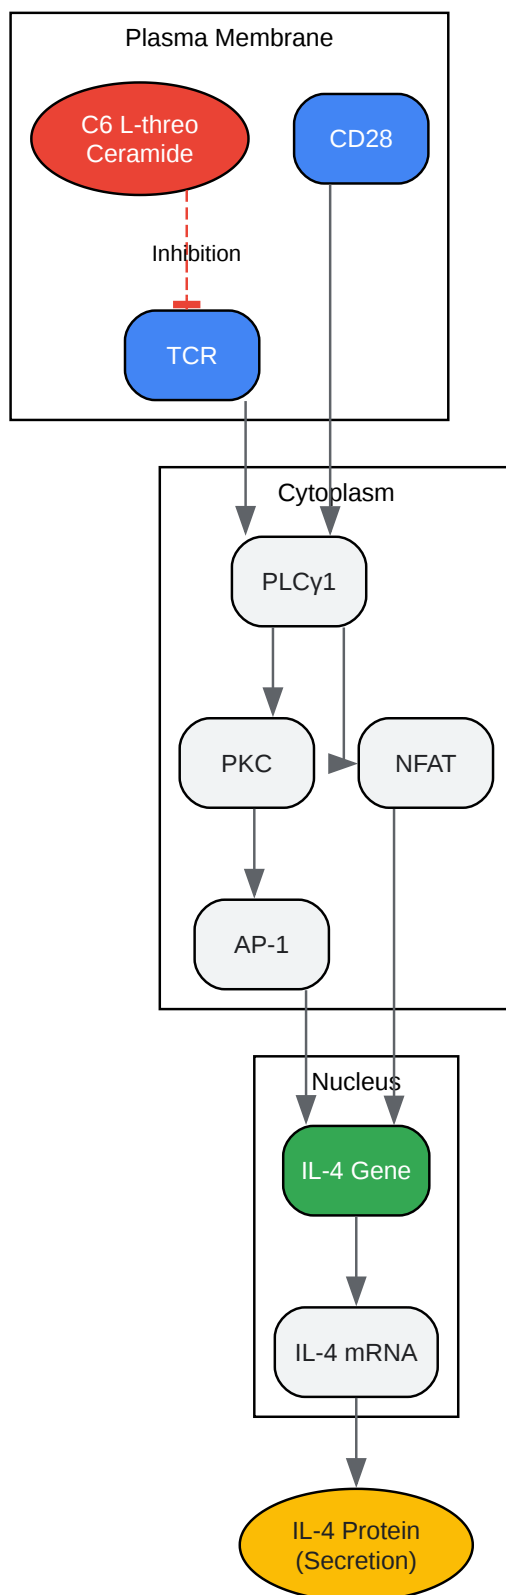 Plasma Membrane
C6 L-threo
Ceramide
CD28
Inhibition
TCR
Cytoplasm
PLCγ1
PKC
NFAT
AP-1
Nucleus
IL-4 Gene
IL-4 mRNA
IL-4 Protein
(Secretion)